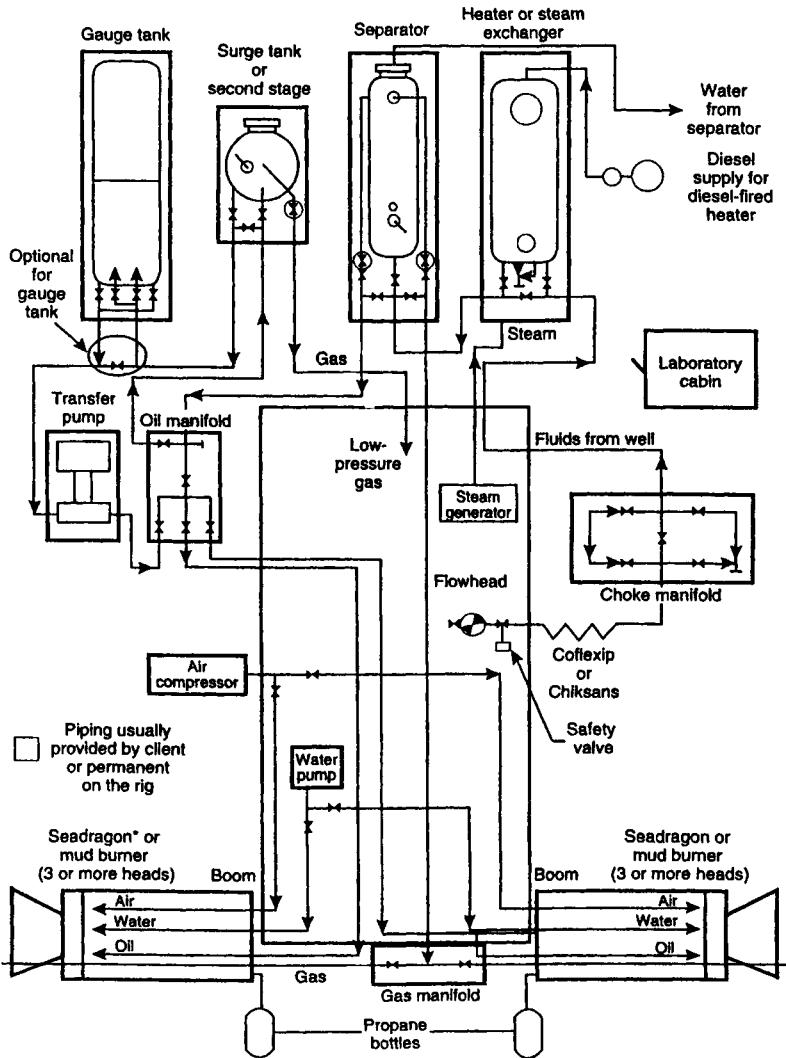 Gauge tank
Surge tank
or
second stage
Separator
Heater or steam
exchanger
Water
from
separator
Diesel
supply for
diesel-fired
heater
Optional
for
gauge
tank
Steam
Gas
Laboratory
cabin
Transfer
pump
Oil manifold
Low-
pressure
gas
Fluids from well
Steam
generator
Choke manifold
Flowhead
Coflexip
or
Chiksans
Air
compressor
Safety
valve
Piping usually
provided by client
or permanent
on the rig
Water
pump
Seadragon* or
mud burner
(3 or more heads)
Boom
Boom
Seadragon or
mud burner
(3 or more heads)
Air
Water
Oil
Air
Water
Oil
Gas
Gas manifold
Propane
bottles